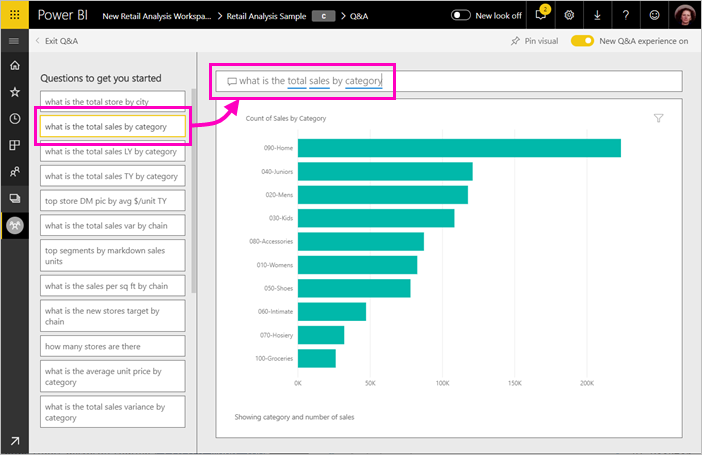 Power BI
New Retail Analysis Workspa... > Retail Analysis Sample C > Q&A
New look off
2
?
Exit Q&A
Pin visual
New Q&A experience on
Questions to get you started
what is the total store by city
what is the total sales by category
what is the total sales LY by category
what is the total sales TY by category
top store DM pic by avg $/unit TY
what is the total sales var by chain
top segments by markdown sales
units
what is the sales per sq ft by chain
what is the new stores target by
chain
how many stores are there
what is the average unit price by
category
what is the total sales variance by
category
what is the total sales by category
Count of Sales by Category
090-Home
040-Juniors
020-Mens
030-Kids
080-Accessories
010-Womens
050-Shoes
060-Intimate
070-Hosiery
100-Groceries
0K 50K 100K 150K 200K
Showing category and number of sales